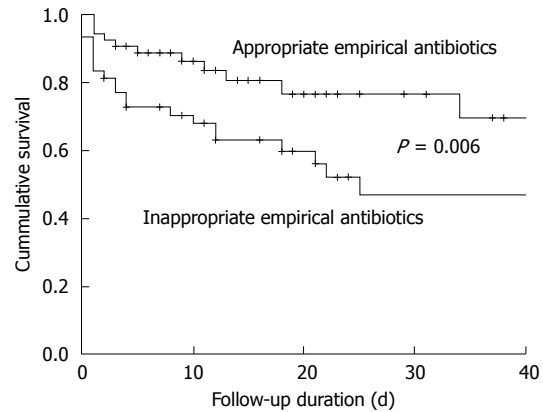 1.0
Appropriate empirical antibiotics
0.8
P = 0.006
0.6
Inappropriate empirical antibiotics
0.4
0.2
0.0
Cummulative survival
0 10 20 30 40
Follow-up duration (d)